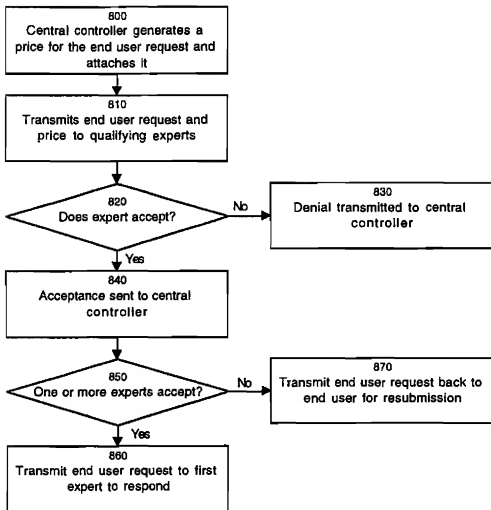 800
Central controller generates a
price for the end user request and
attaches it
810
Transmits end user request and
price to qualifying experts
820
Does expert accept?
No
830
Denial transmitted to central
controller
Yes
840
Acceptance sent to central
controller
850
One or more experts accept?
No
870
Transmit end user request back to
end user for resubmission
Yes
860
Transmit end user request to first
expert to respond